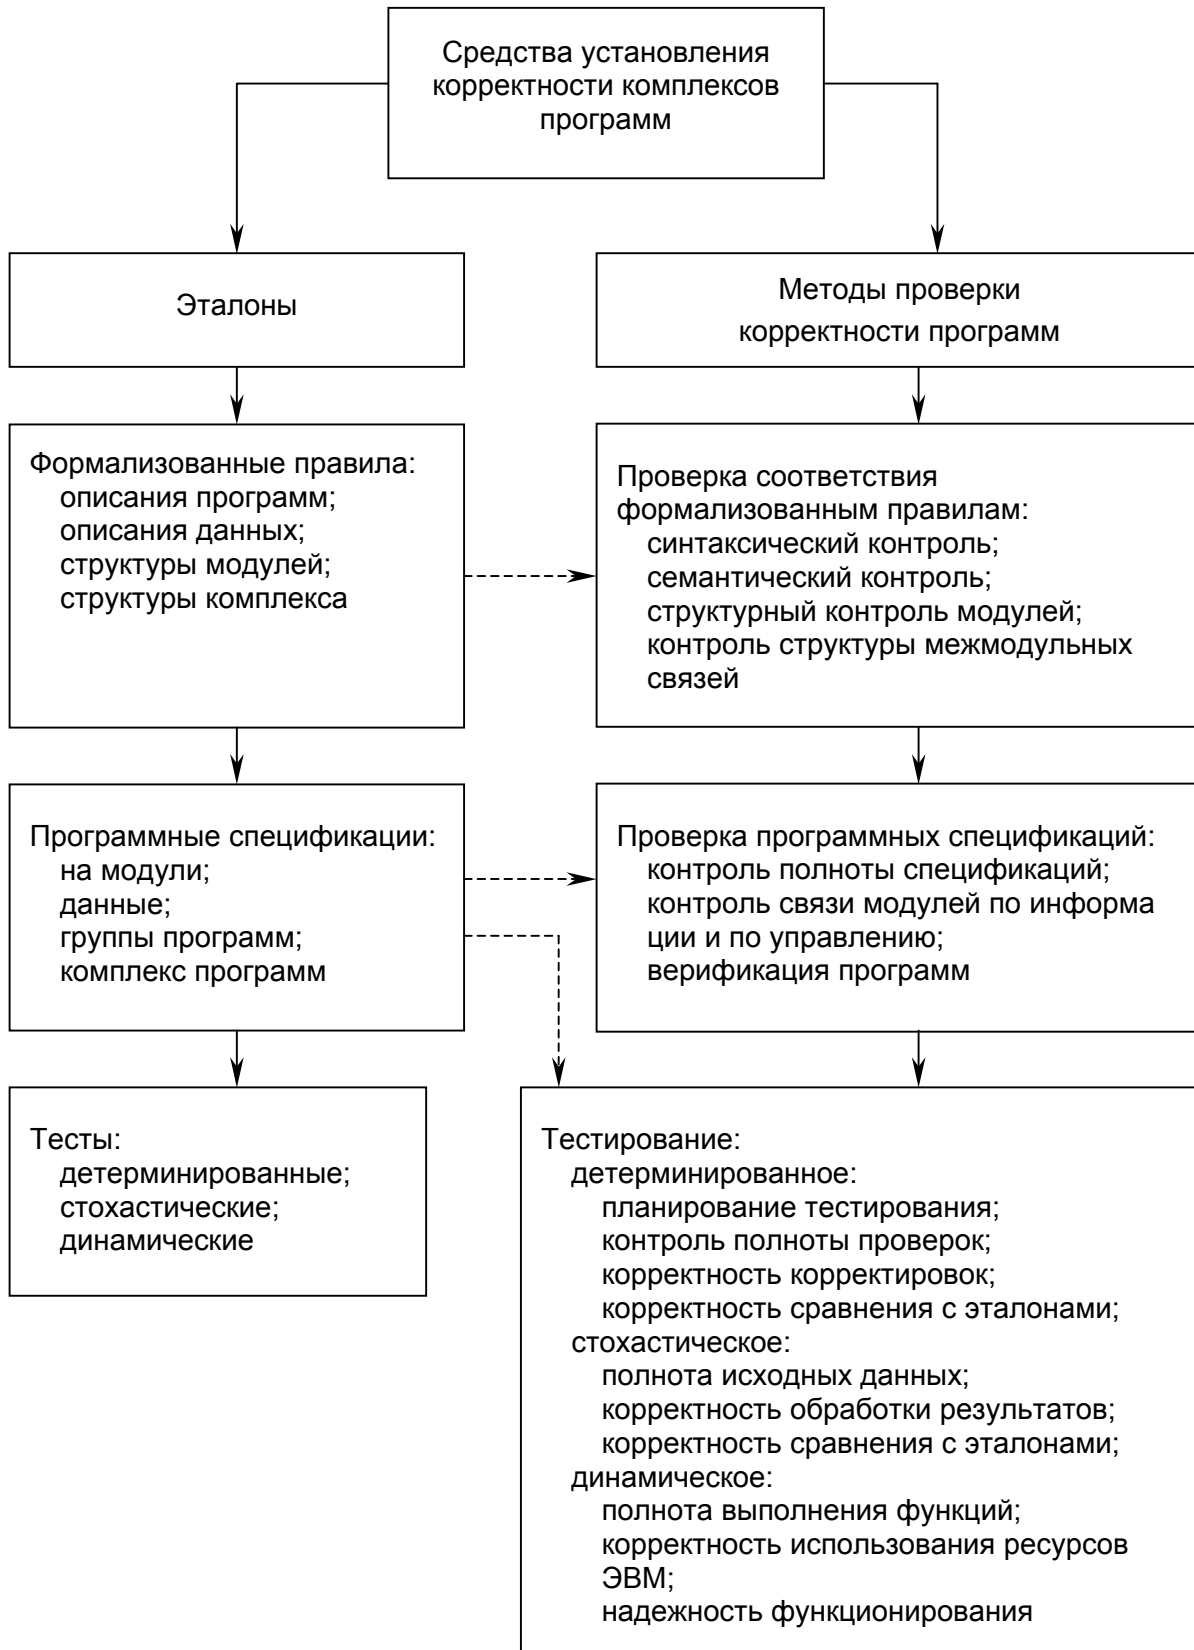 Средства установления
корректности комплексов
программ
Эталоны
Методы проверки
корректности программ
Формализованные правила:
описания программ;
описания данных;
структуры модулей;
структуры комплекса
Проверка соответствия
формализованным правилам:
синтаксический контроль;
семантический контроль;
структурный контроль модулей;
контроль структуры межмодульных
связей
Программные спецификации:
на модули;
данные;
группы программ;
комплекс программ
Проверка программных спецификаций:
контроль полноты спецификаций;
контроль связи модулей по информа
ции и по управлению;
верификация программ
Тесты:
детерминированные;
стохастические;
динамические
Тестирование:
детерминированное:
планирование тестирования;
контроль полноты проверок;
корректность корректировок;
корректность сравнения с эталонами;
стохастическое:
полнота исходных данных;
корректность обработки результатов;
корректность сравнения с эталонами;
динамическое:
полнота выполнения функций;
корректность использования ресурсов
ЭВМ;
надежность функционирования